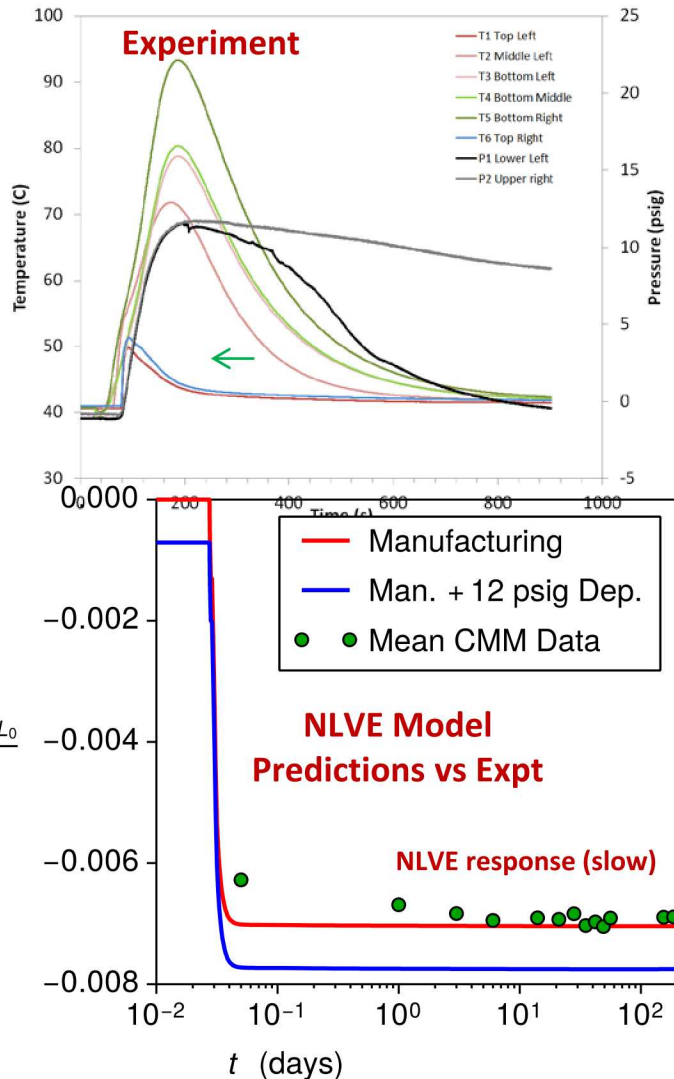 100
90
80
70
60
50
40
30
Temperature (C)
Experiment
T1 Top Left
T2 Middle Left
T3 Bottom Left
T4 Bottom Middle
T5 Bottom Right
T6 Top Right
P1 Lower Left
P2 Upper right
25
20
15
10
5
0
-5
Pressure (psig)
200 400 600 800 1000
Time (s)
0.000
−0.002
−0.004
−0.006
−0.008
L₀
Manufacturing
Man. + 12 psig Dep.
Mean CMM Data
NLVE Model
Predictions vs Expt
NLVE response (slow)
10⁻² 10⁻¹ 10⁰ 10¹ 10²
t (days)